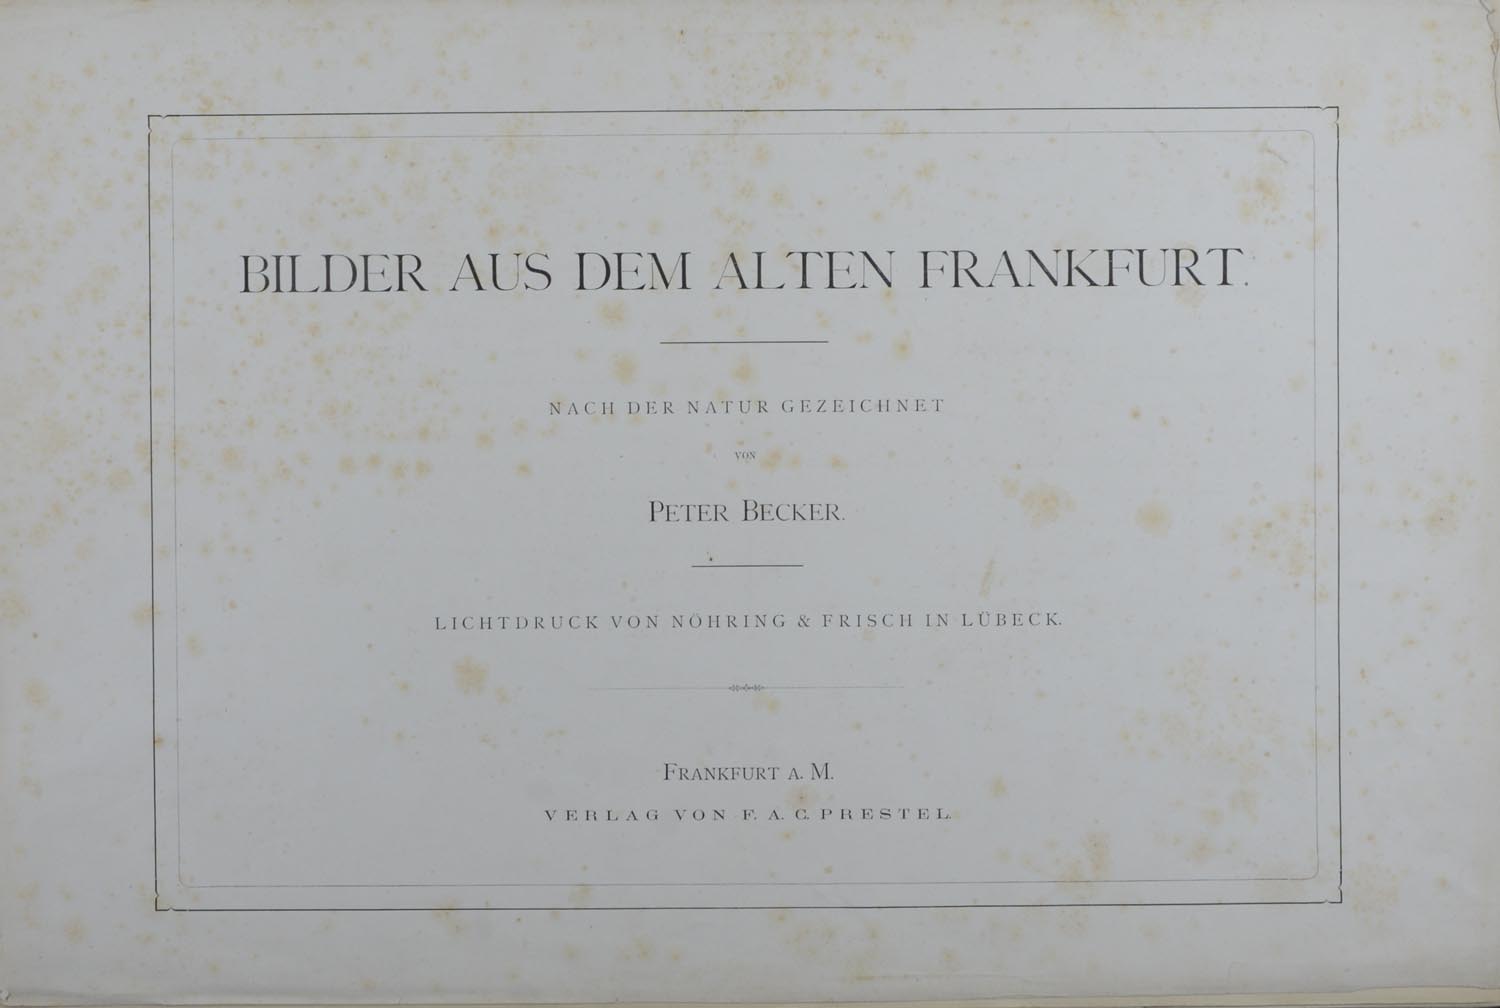 BILDER AUS DEM ALTEN FRANKFURT.
NACH DER NATUR GEZEICHNET
VON
PETER BECKER.
LICHTDRUCK VON NÖHRING & FRISCH IN LÜBECK.
FRANKFURT A. M.
VERLAG VON F. A. C. PRESTEL.